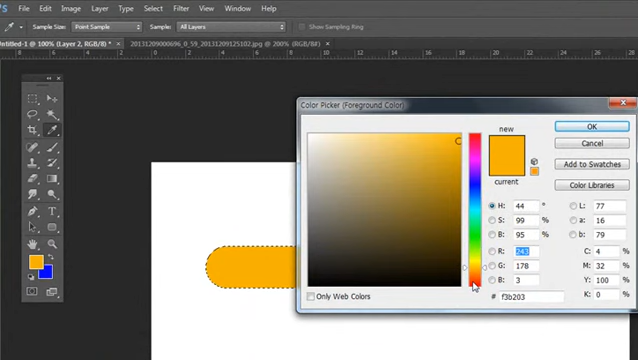 File Edit Image Layer Type Select Filter View Window Help
Sample Size: Point Sample Sample: All Layers Show Sampling Ring
Untitled-1 @ 100% (Layer 2, RGB/8) * × 20131209000696_0_59_20131209125102.jpg @ 200% (RGB/8#) ×
Color Picker (Foreground Color)
new
current
OK
Cancel
Add to Swatches
Color Libraries
H: 44 °
S: 99 %
B: 95 %
R: 243
G: 178
B: 3
L: 77
a: 16
b: 79
C: 4 %
M: 32 %
Y: 100 %
K: 0 %
# f3b203
Only Web Colors